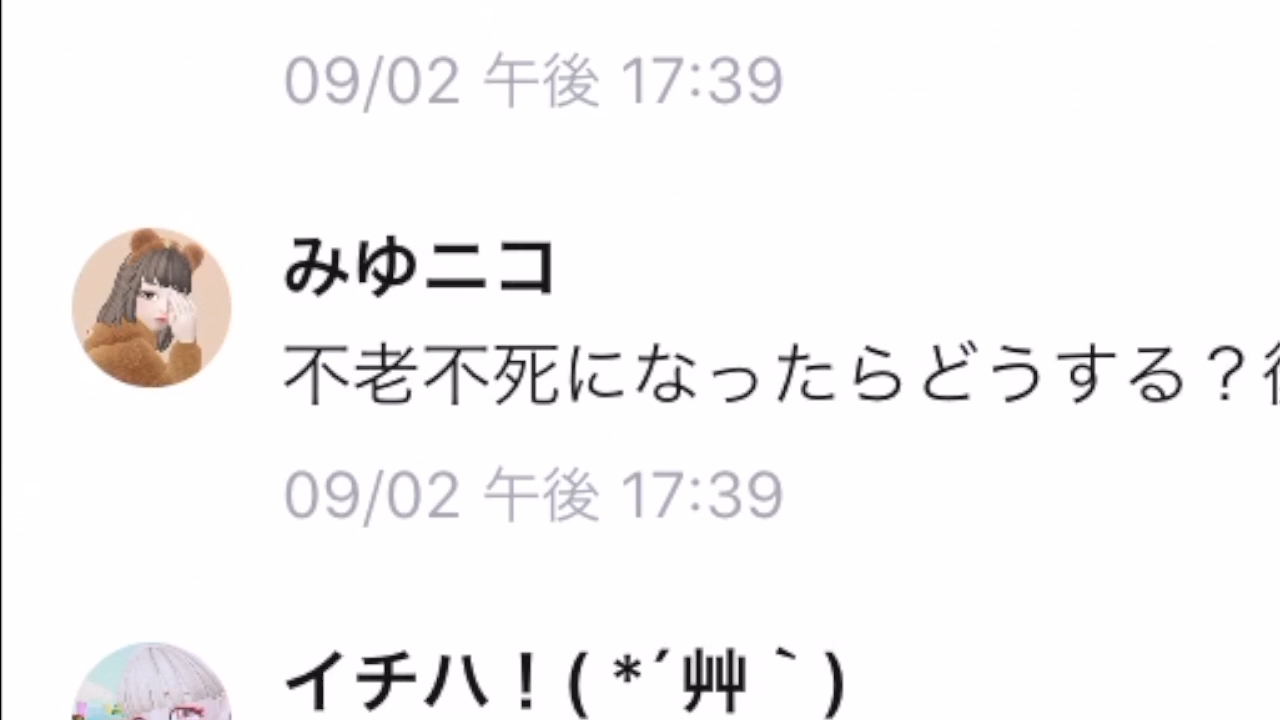 09/02 午後 17:39
みゆニコ
不老不死になったらどうする？
09/02 午後 17:39
イチハ！( *´艸｀)